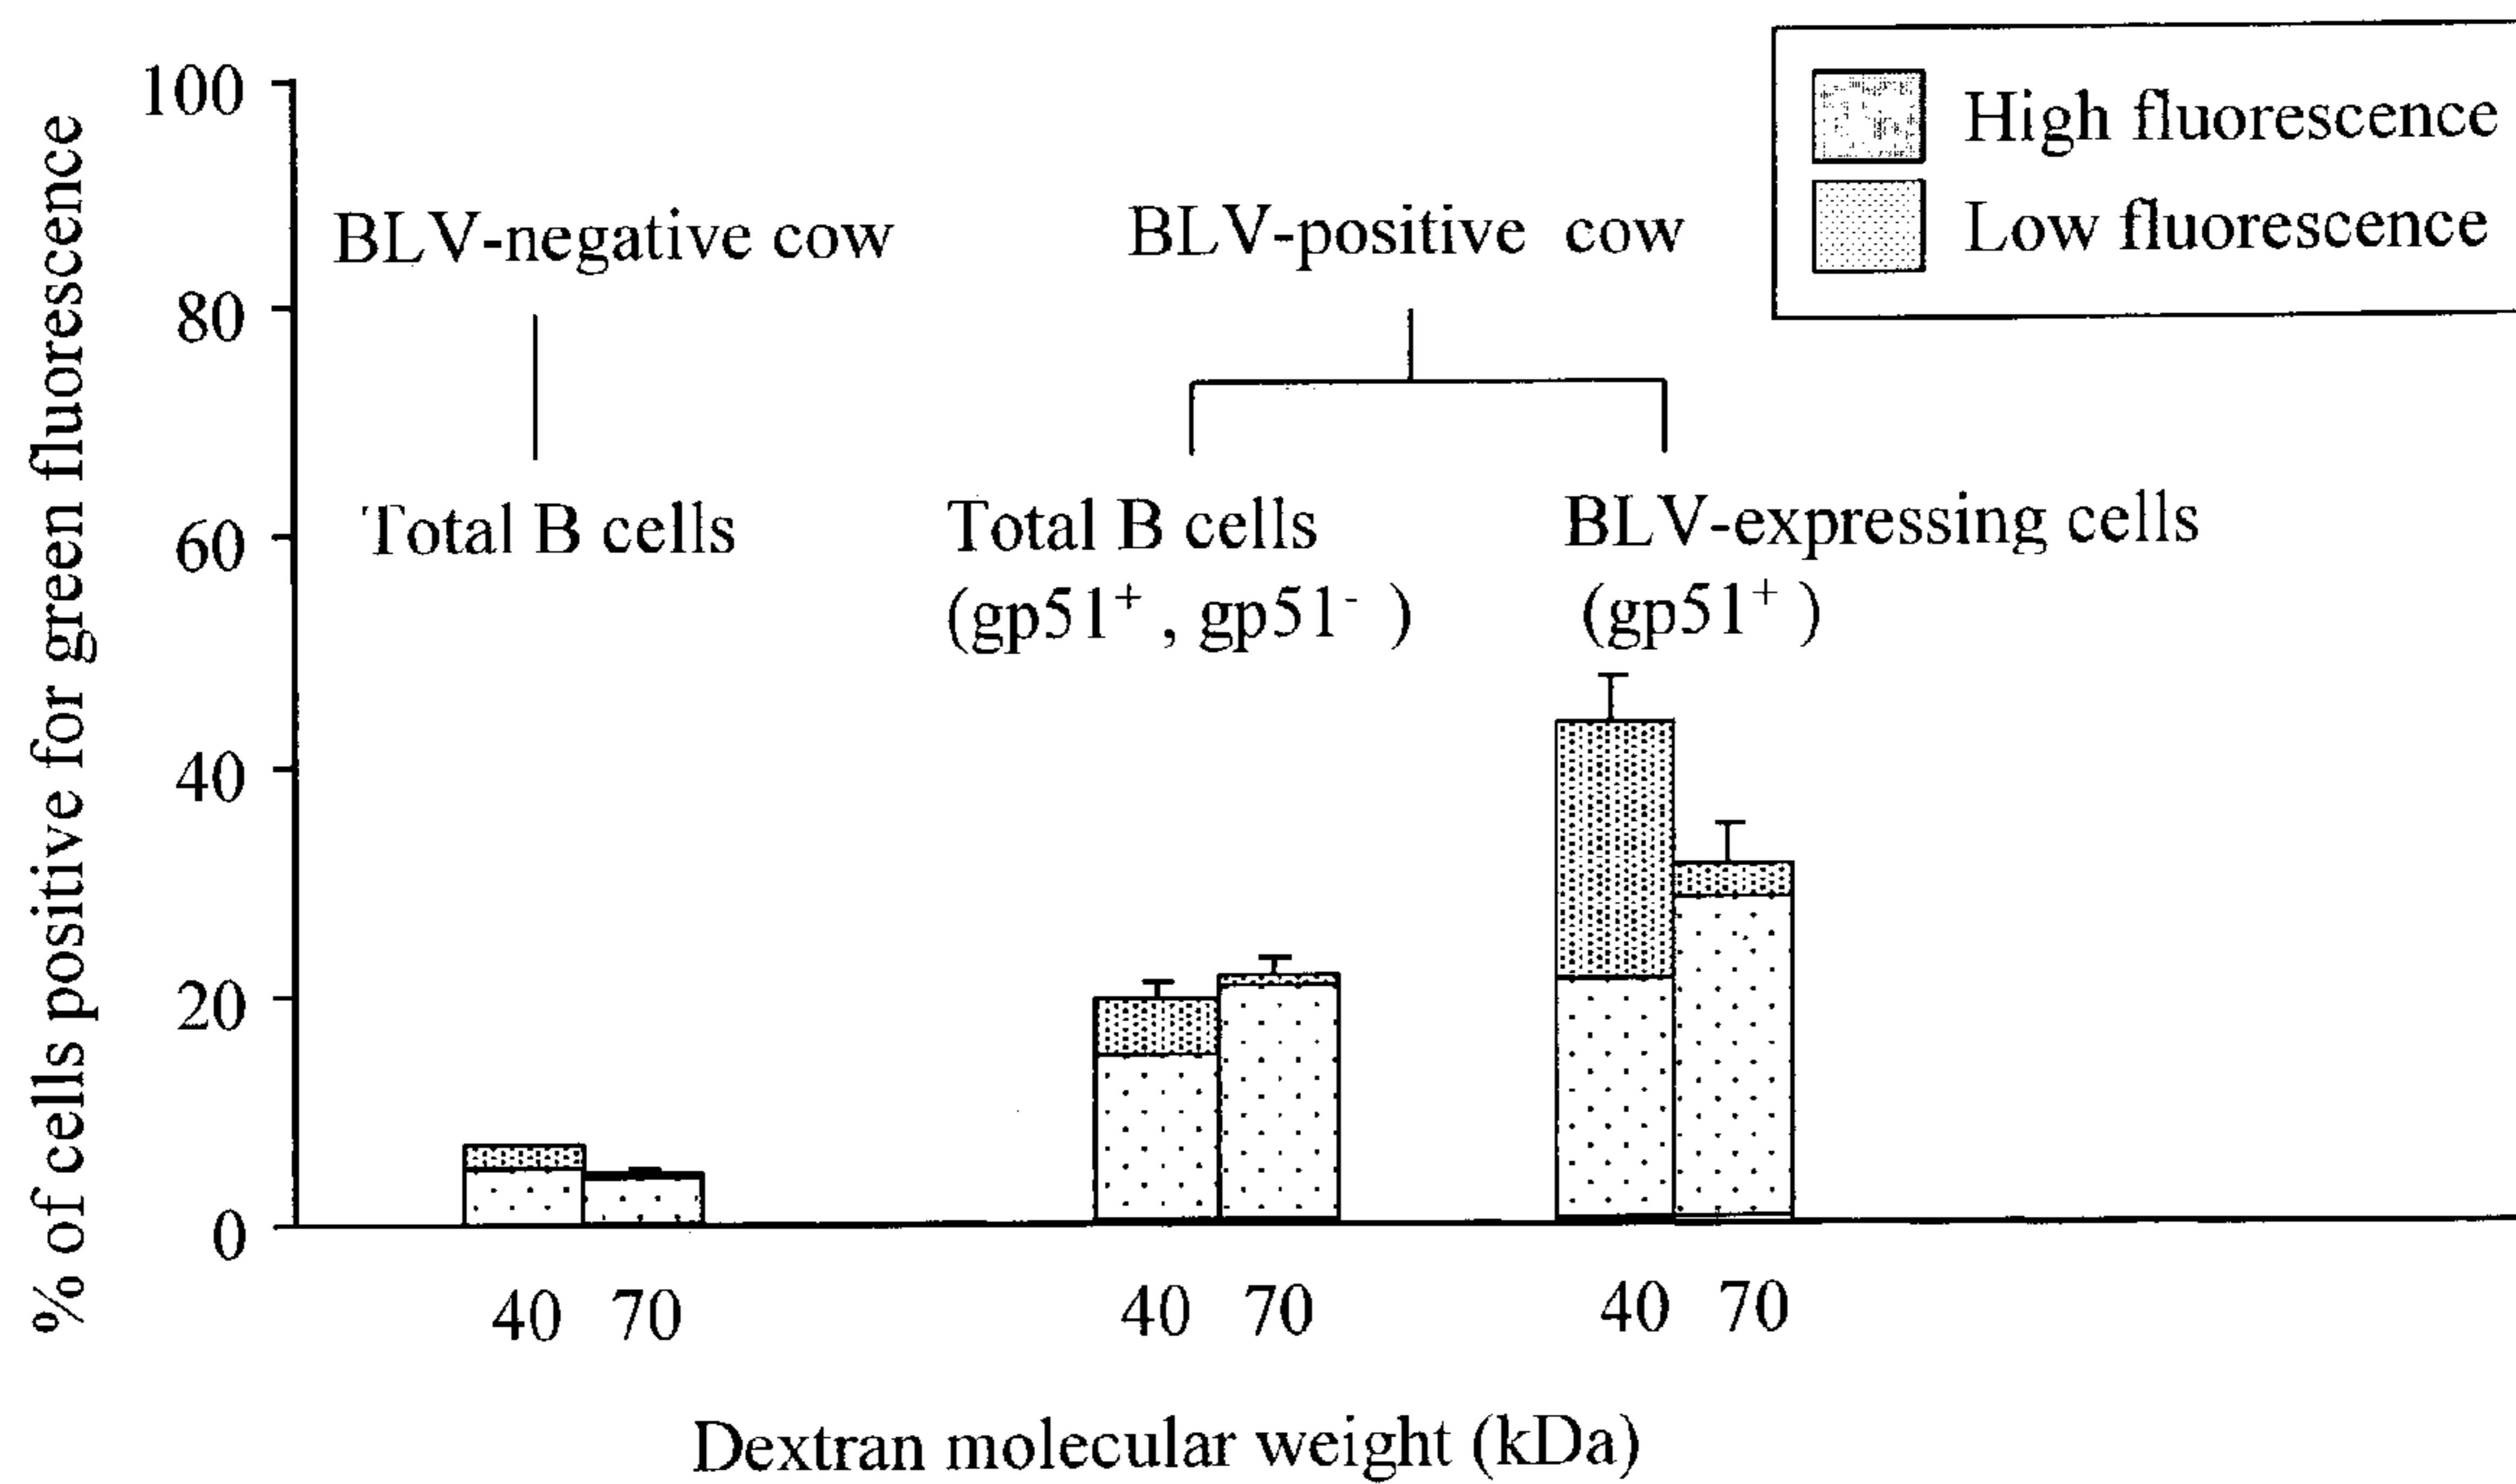 % of cells positive for green fluorescence
100
80
60
40
20
0
High fluorescence
Low fluorescence
BLV-negative cow
BLV-positive cow
Total B cells
Total B cells
(gp51⁺ , gp51⁻ )
BLV-expressing cells
(gp51⁺ )
40 70
40 70
40 70
Dextran molecular weight (kDa)